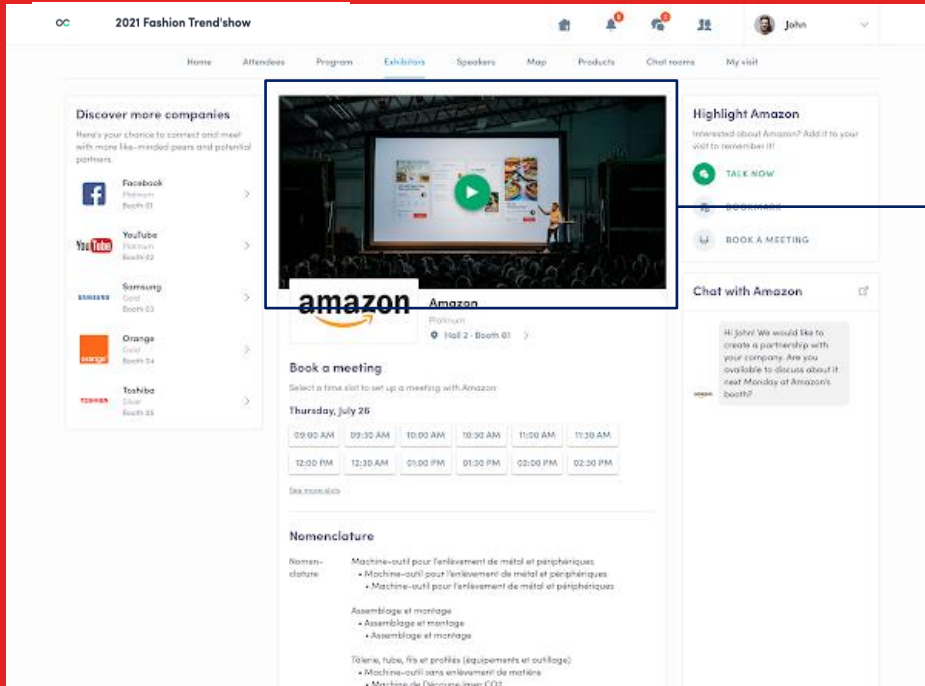 2021 Fashion Trend'show
John
Home
Attendees
Program
Exhibitors
Speakers
Map
Products
Chat rooms
My visit
Discover more companies
Here's your chance to connect and meet
with more like-minded peers and potential
partners.
Facebook
Platinum
Booth 01
YouTube
YouTube
Platinum
Booth 02
SAMSUNG
Samsung
Gold
Booth 03
orange
Orange
Gold
Booth 04
TOSHIBA
Toshiba
Silver
Booth 05
amazon
Amazon
Platinum
Hall 2 - Booth 01
Book a meeting
Select a time slot to set up a meeting with Amazon
Thursday, July 26
09:00 AM
09:30 AM
10:00 AM
10:30 AM
11:00 AM
11:30 AM
12:00 PM
12:30 AM
01:00 PM
01:30 PM
02:00 PM
02:30 PM
See more slots
Nomenclature
Nomen-
clature
Machine-outil pour l'enlèvement de métal et périphériques
• Machine-outil pour l'enlèvement de métal et périphériques
• Machine-outil pour l'enlèvement de métal et périphériques
Assemblage et montage
• Assemblage et montage
• Assemblage et montage
Tôlerie, tube, fils et profilés (équipements et outillage)
• Machine-outil sans enlèvement de matière
• Machine de Découpe laser CO2
Highlight Amazon
Interested about Amazon? Add it to your
visit to remember it!
TALK NOW
BOOKMARK
BOOK A MEETING
Chat with Amazon
Hi John! We would like to
create a partnership with
your company. Are you
available to discuss about it
next Monday at Amazon's
booth?
amazon